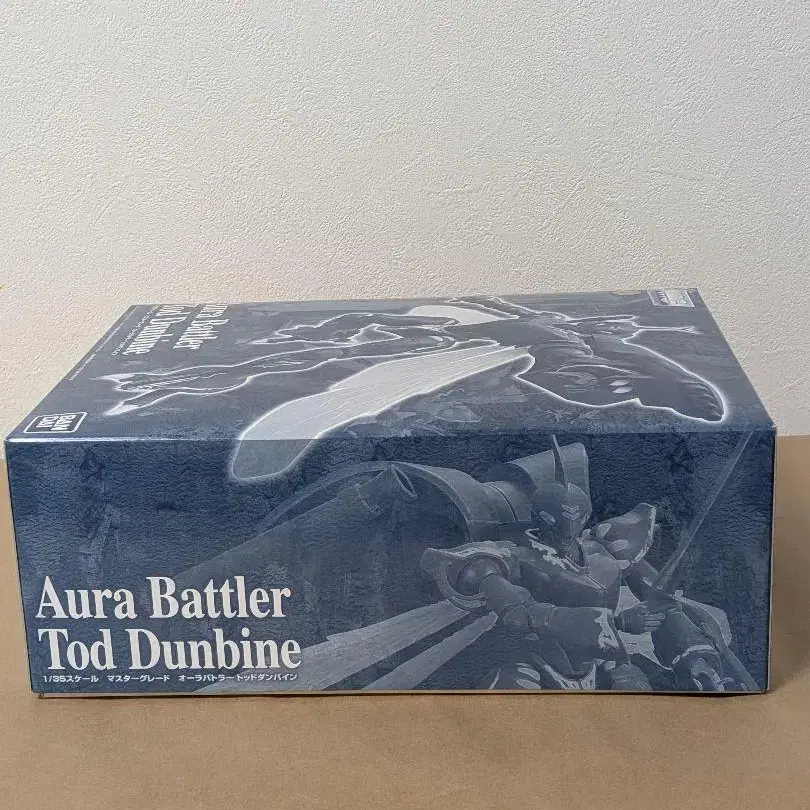 Aura Battler
Tod Dunbine
BAN
DAI
Aura Battler
Tod Dunbine
1/35スケール マスターグレード オーラバトラー トッドダンバイン